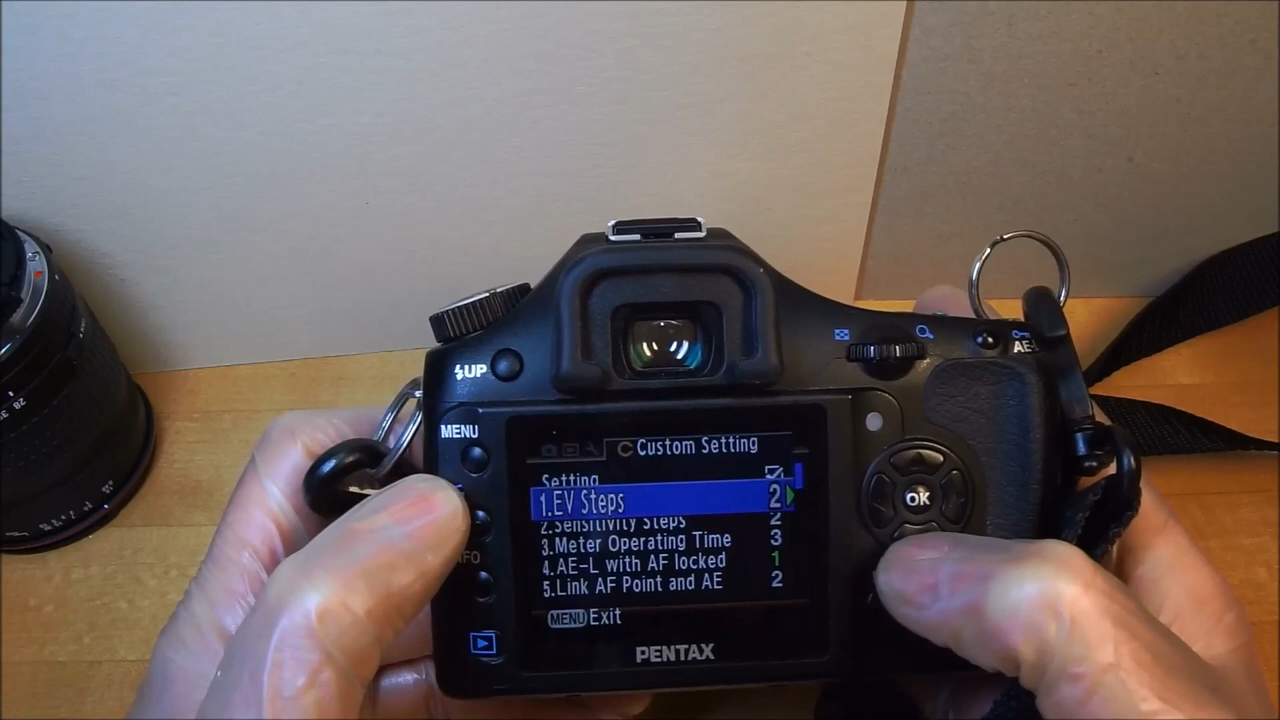 UP
AE-L
MENU
Custom Setting
Setting
1.EV Steps 2
2.Sensitivity Steps 2
3.Meter Operating Time 3
4.AE-L with AF locked 1
5.Link AF Point and AE 2
MENU Exit
OK
PENTAX
28